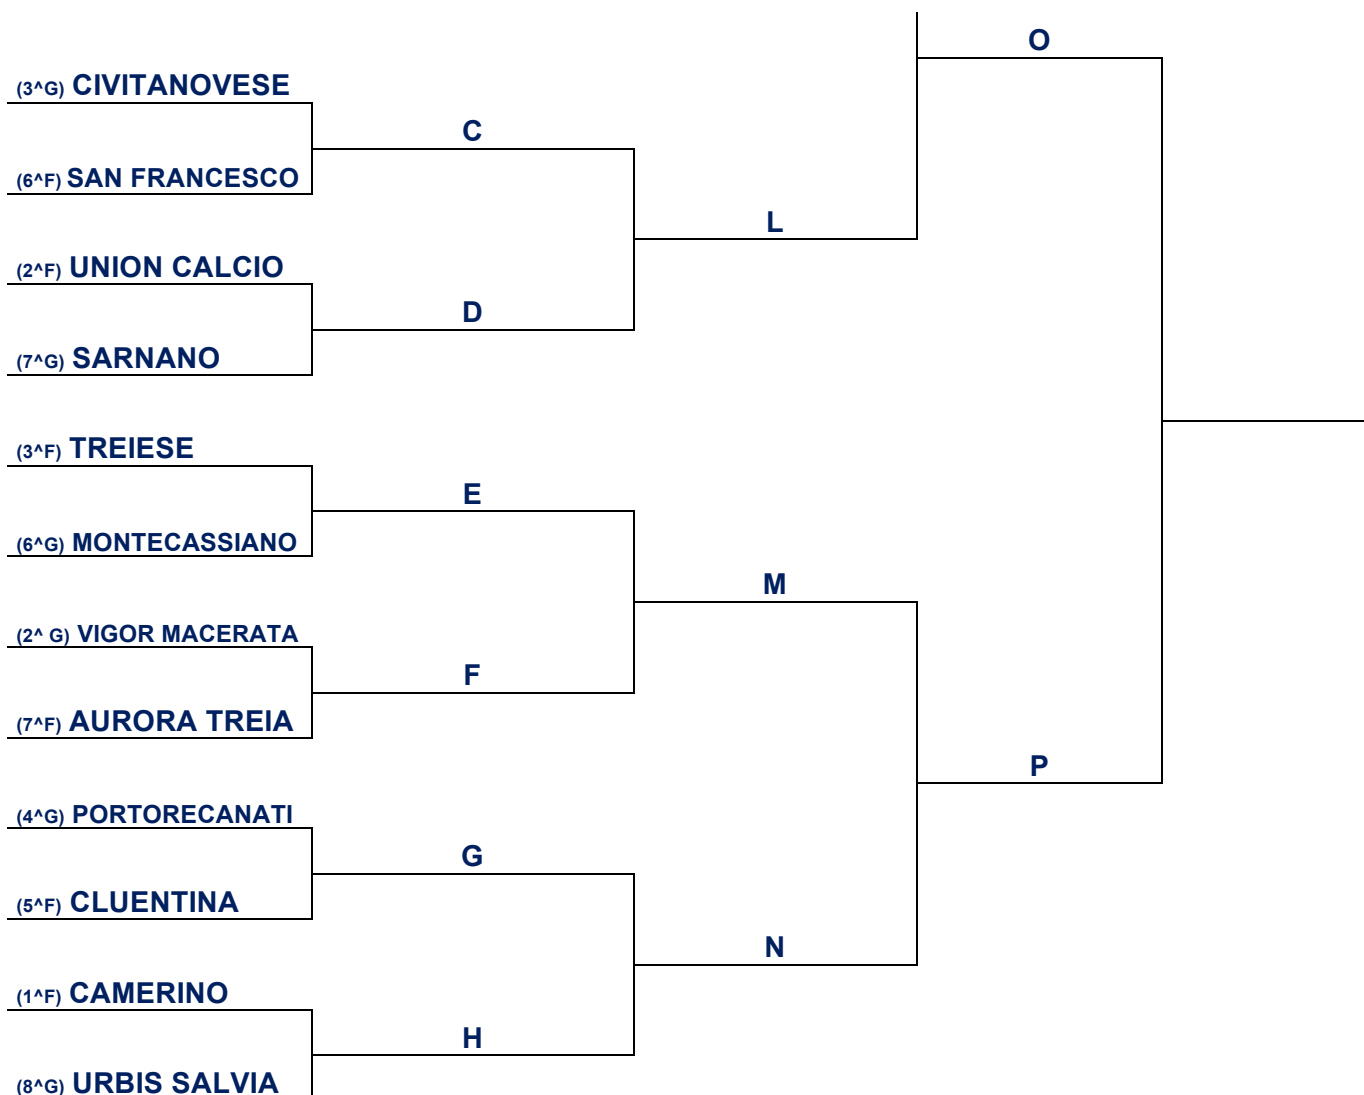 O
(3^G) CIVITANOVESE
C
(6^F) SAN FRANCESCO
L
(2^F) UNION CALCIO
D
(7^G) SARNANO
(3^F) TREIESE
E
(6^G) MONTECASSIANO
M
(2^ G) VIGOR MACERATA
F
(7^F) AURORA TREIA
P
(4^G) PORTORECANATI
G
(5^F) CLUENTINA
N
(1^F) CAMERINO
H
(8^G) URBIS SALVIA